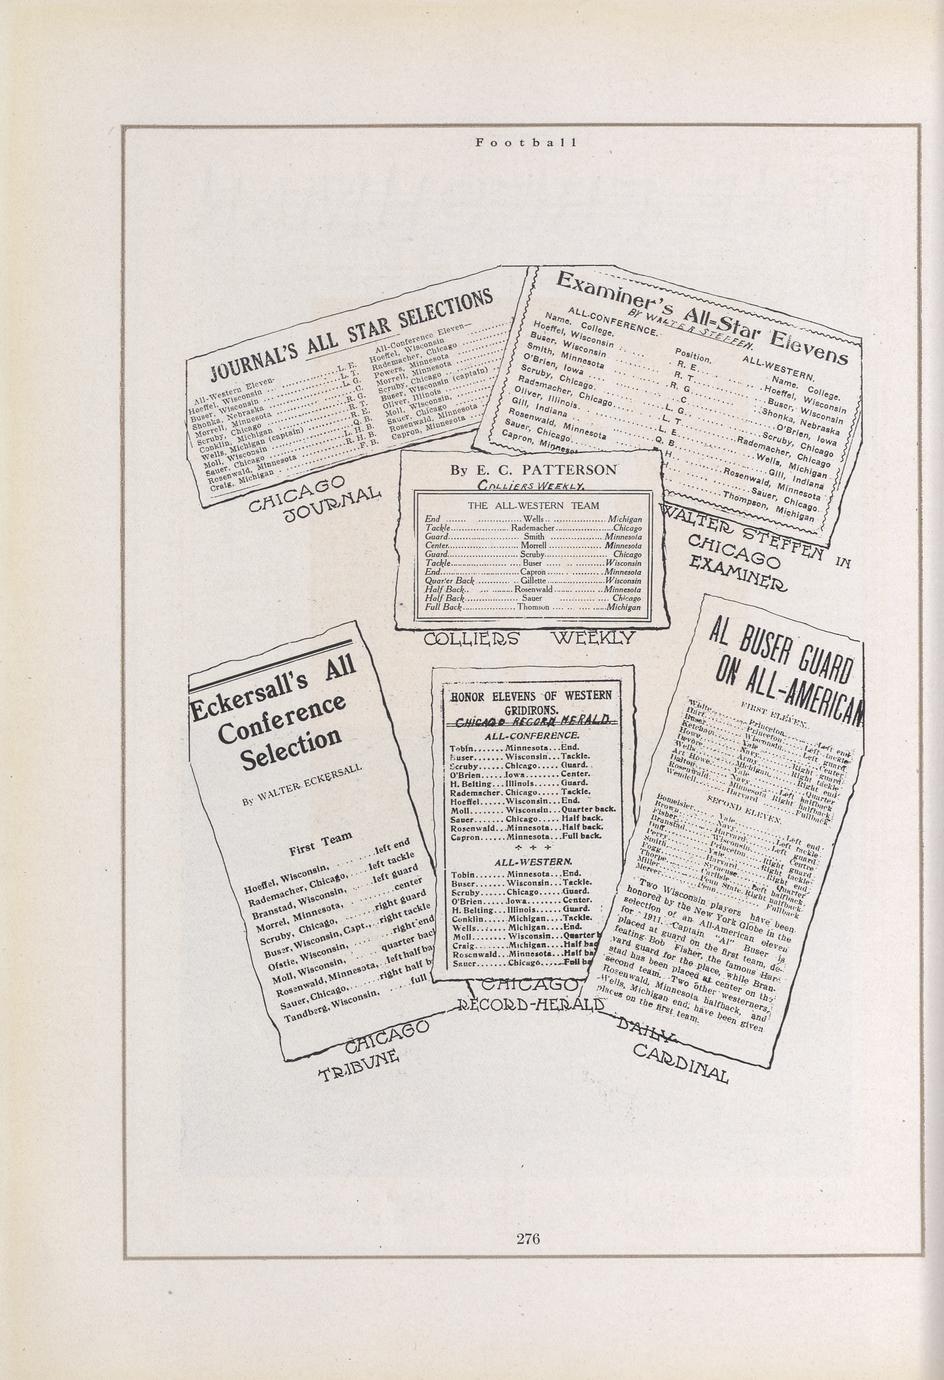 Football
JOURNAL'S ALL STAR SELECTIONS
All-Western Eleven-
Hoeffel, Wisconsin ............L. E.
Buser, Wisconsin ............L. T.
Shonka, Nebraska ............L. G.
Morrell, Minnesota ............C.
Scruby, Chicago ............R. G.
Conklin, Michigan ............R. T.
Wells, Michigan (captain) ............R. E.
Moll, Wisconsin ............Q. B.
Sauer, Chicago ............L. H. B.
Rosenwald, Minnesota ............R. H. B.
Craig, Michigan ............F. B.
All-Conference Eleven—
Hoeffel, Wisconsin
Rademacher, Chicago
Powers, Minnesota
Morrell, Minnesota
Scruby, Chicago
Buser, Wisconsin (captain)
Oliver, Illinois
Moll, Wisconsin
Sauer, Chicago
Rosenwald, Minnesota
Capron, Minnesota
CHICAGO
JOURNAL
Examiner's All=Star Elevens
BY WALTER STEFFEN.
ALL-CONFERENCE.
Name. College.
Hoeffel, Wisconsin
Buser, Wisconsin
Smith, Minnesota
O'Brien, Iowa
Scruby, Chicago
Rademacher, Chicago
Oliver, Illinois
Gill, Indiana
Rosenwald, Minnesota
Sauer, Chicago
Capron, Minnesota
Position.
R. E.
R. T.
R. G.
C.
L. G.
L. T.
L. E.
Q. B.
H.
ALL-WESTERN.
Name. College.
Hoeffel, Wisconsin
Buser, Wisconsin
Shonka, Nebraska
O'Brien, Iowa
Scruby, Chicago
Rademacher, Chicago
Wells, Michigan
Gill, Indiana
Rosenwald, Minnesota
Sauer, Chicago
Thompson, Michigan
WALTER STEFFEN IN
CHICAGO
EXAMINER
By E. C. PATTERSON
COLLIERS WEEKLY.
THE ALL-WESTERN TEAM
End ............ Wells ............ Michigan
Tackle ............ Rademacher ............ Chicago
Guard ............ Smith ............ Minnesota
Center ............ Morrell ............ Minnesota
Guard ............ Scruby ............ Chicago
Tackle ............ Buser ............ Wisconsin
End ............ Capron ............ Minnesota
Quarter Back ............ Gillette ............ Wisconsin
Half Back ............ Rosenwald ............ Minnesota
Half Back ............ Sauer ............ Chicago
Full Back ............ Thomson ............ Michigan
COLLIERS WEEKLY
Eckersall's All
Conference
Selection
By WALTER ECKERSALL
First Team
Hoeffel, Wisconsin, ......left end
Rademacher, Chicago, ....left tackle
Branstad, Wisconsin, ....left guard
Morrel, Minnesota, ......center
Scruby, Chicago, ....right guard
Buser, Wisconsin, Capt., ..right tackle
Ofstie, Wisconsin, ....right end
Moll, Wisconsin, ....quarter back
Rosenwald, Minnesota, ..left half ba
Sauer, Chicago, ....right half b
Tandberg, Wisconsin, ....full
CHICAGO
TRIBUNE
HONOR ELEVENS OF WESTERN
GRIDIRONS.
CHICAGO RECORD HERALD.
ALL-CONFERENCE.
Tobin.......Minnesota...End.
Buser.......Wisconsin...Tackle.
Scruby......Chicago.....Guard.
O'Brien.....Iowa........Center.
H. Belting...Illinois......Guard.
Rademacher.Chicago.....Tackle.
Hoeffel......Wisconsin...End.
Moll........Wisconsin...Quarter back.
Sauer.......Chicago.....Half back.
Rosenwald..Minnesota...Half back.
Capron......Minnesota...Full back.
ALL-WESTERN.
Tobin.......Minnesota...End.
Buser.......Wisconsin...Tackle.
Scruby......Chicago.....Guard.
O'Brien.....Iowa........Center.
H. Belting...Illinois......Guard.
Conklin.....Michigan....Tackle.
Wells.......Michigan....End.
Moll........Wisconsin...Quarter b
Craig.......Michigan....Half bac
Rosenwald..Minnesota...Half ba
Sauer.......Chicago.....Full ba
CHICAGO
RECORD-HERALD
AL BUSER GUARD
ON ALL-AMERICAN
FIRST ELEVEN.
SECOND ELEVEN.
Two Wisconsin players have been
honored by the New York Globe in the
selection of an All-American eleven
for 1911. Captain "Al" Buser is
placed at guard on the first team, de-
feating Bob Fisher, the famous Har-
vard guard for the place, while Bran-
stad has been placed at center on the
second team. Two other westerners,
Rosenwald, Minnesota halfback, and
Wells, Michigan end, have been given
places on the first team.
DAILY
CARDINAL
276